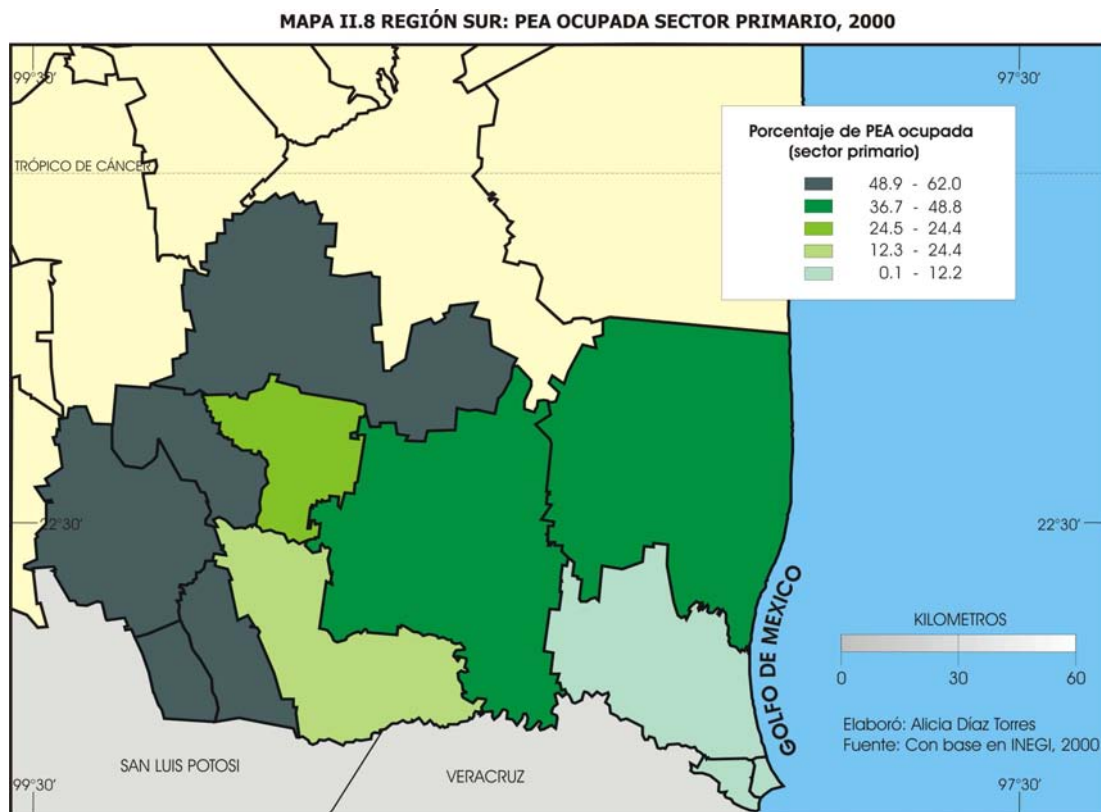 MAPA II.8 REGIÓN SUR: PEA OCUPADA SECTOR PRIMARIO, 2000
99°30'
97°30'
TRÓPICO DE CÁNCER
Porcentaje de PEA ocupada
(sector primario)
48.9 - 62.0
36.7 - 48.8
24.5 - 24.4
12.3 - 24.4
0.1 - 12.2
22°30'
22°30'
GOLFO DE MEXICO
KILOMETROS
0 30 60
Elaboró: Alicia Díaz Torres
Fuente: Con base en INEGI, 2000
SAN LUIS POTOSI
VERACRUZ
99°30'
97°30'